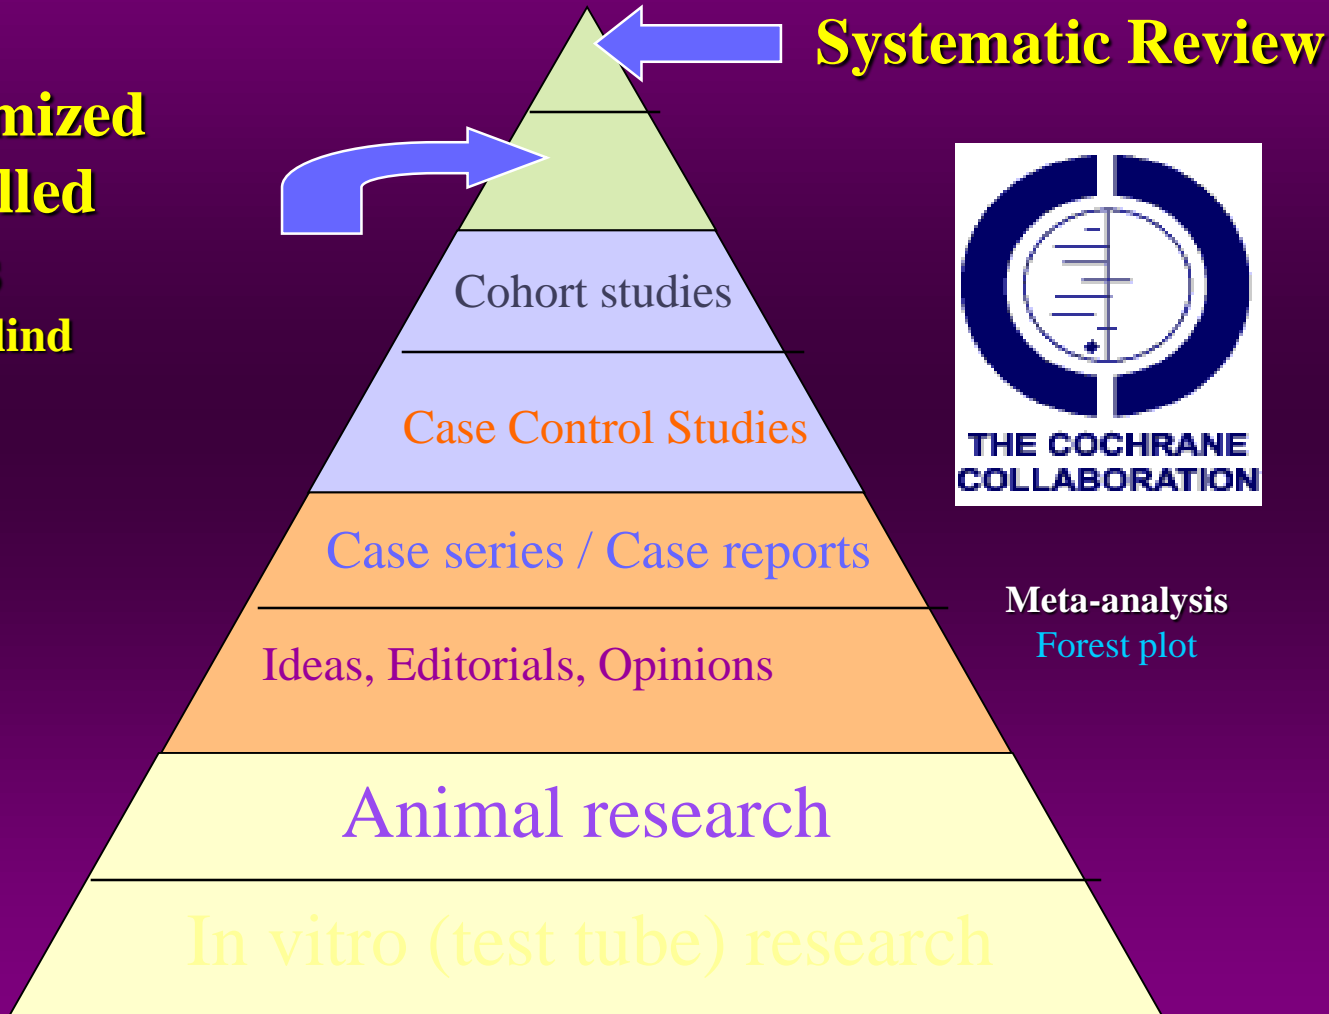 Systematic Review
mized
lled
lind
Cohort studies
Case Control Studies
Case series / Case reports
Ideas, Editorials, Opinions
Animal research
In vitro (test tube) research
THE COCHRANE
COLLABORATION
Meta-analysis
Forest plot